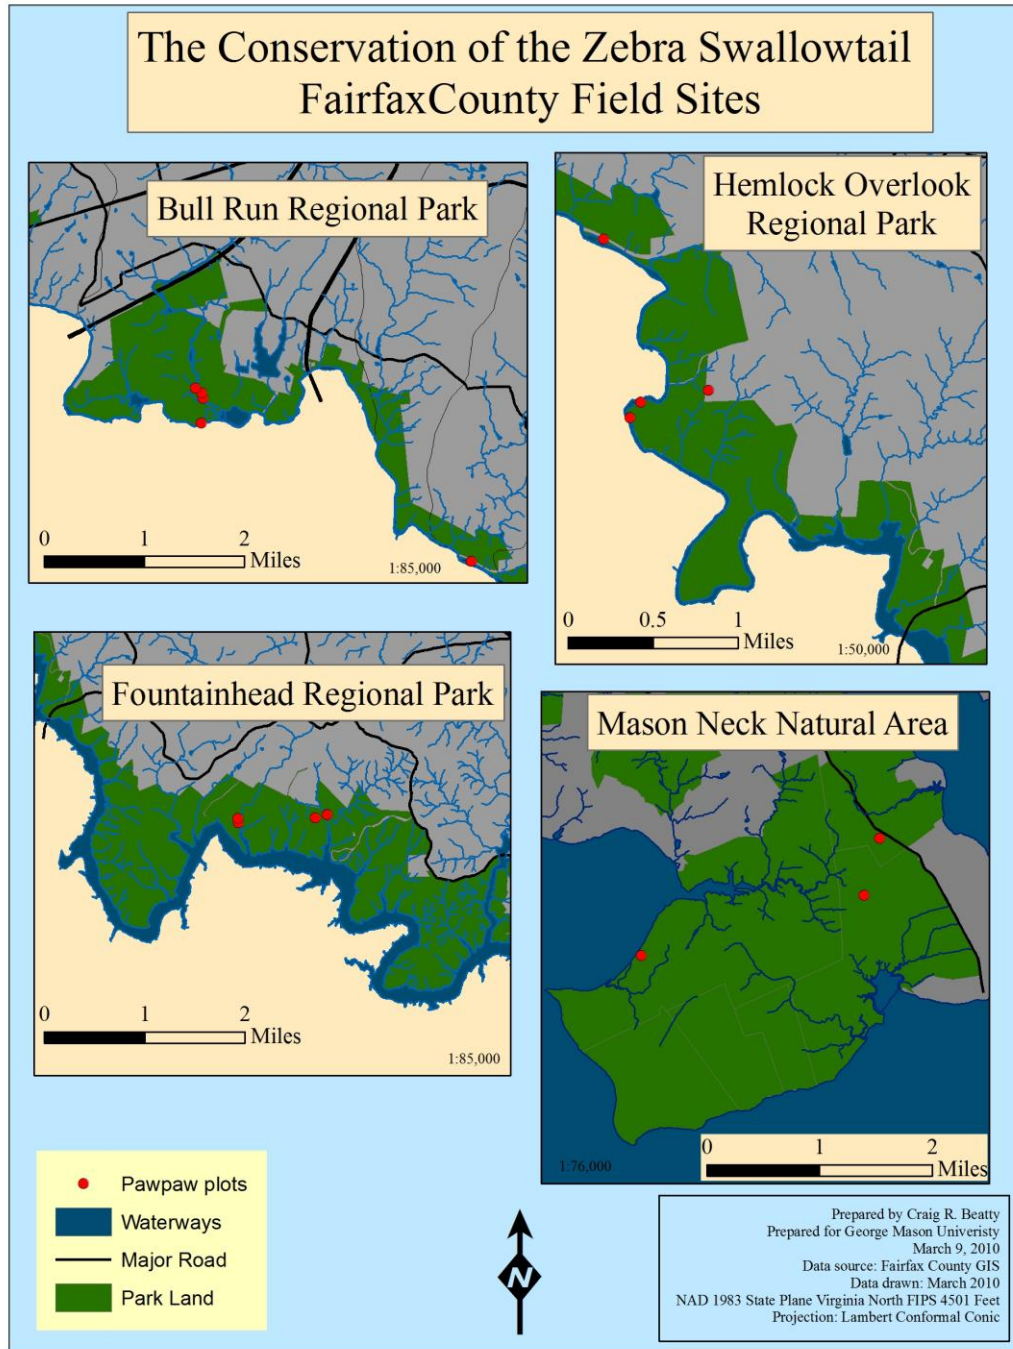 The Conservation of the Zebra Swallowtail
FairfaxCounty Field Sites
Bull Run Regional Park
0 1 2
Miles
1:85,000
Hemlock Overlook
Regional Park
0 0.5 1
Miles
1:50,000
Fountainhead Regional Park
0 1 2
Miles
1:85,000
Mason Neck Natural Area
0 1 2
Miles
1:76,000
Pawpaw plots
Waterways
Major Road
Park Land
N
Prepared by Craig R. Beatty
Prepared for George Mason Univeristy
March 9, 2010
Data source: Fairfax County GIS
Data drawn: March 2010
NAD 1983 State Plane Virginia North FIPS 4501 Feet
Projection: Lambert Conformal Conic